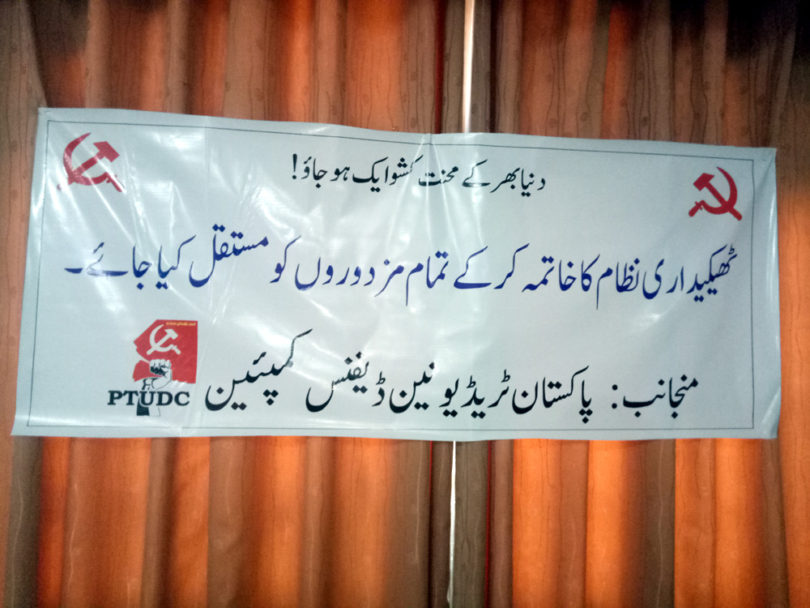 دنیا بھر کے محنت کشو ایک ہو جاؤ!
ٹھیکیداری نظام کا خاتمہ کر کے تمام مزدوروں کو مستقل کیا جائے۔
منجانب: پاکستان ٹریڈ یونین ڈیفنس کمپئین
PTUDC